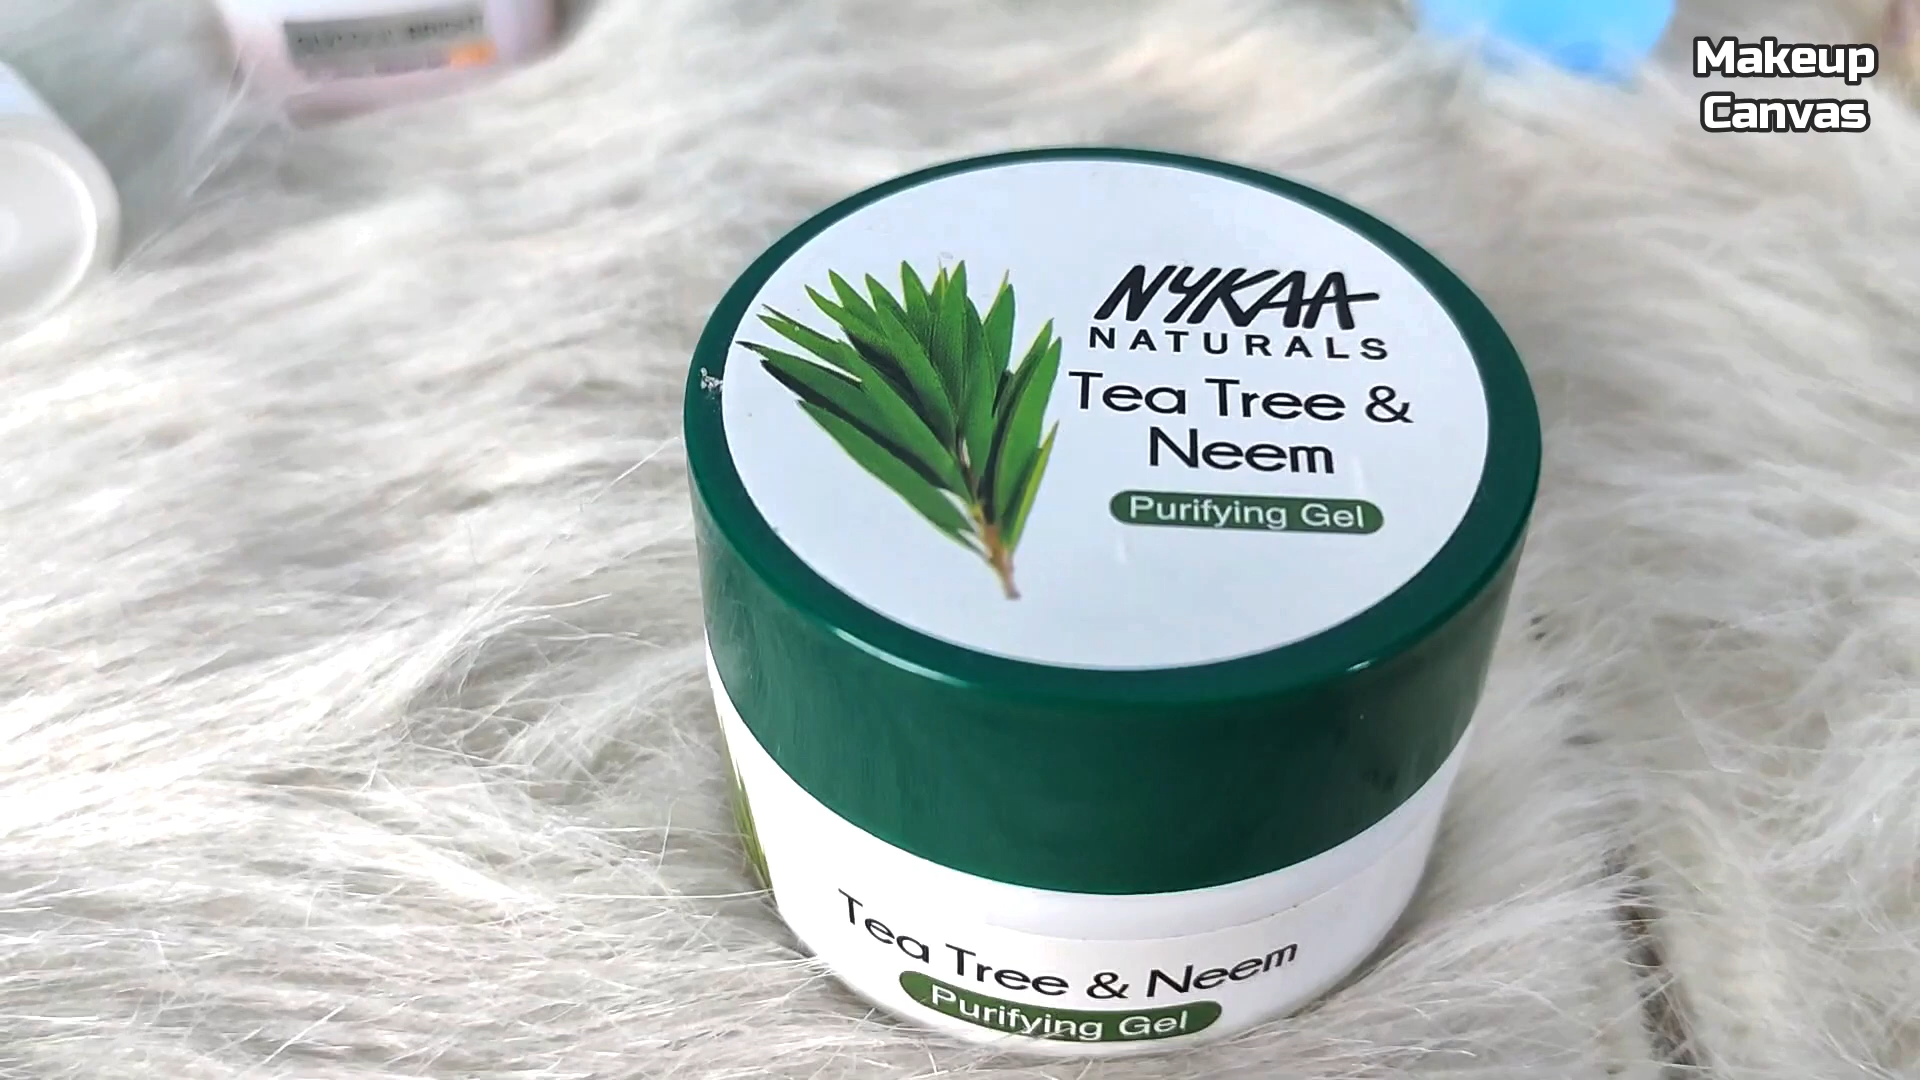 Makeup
Canvas
NYKAA
NATURALS
Tea Tree &
Neem
Purifying Gel
Tea Tree & Neem
Purifying Gel